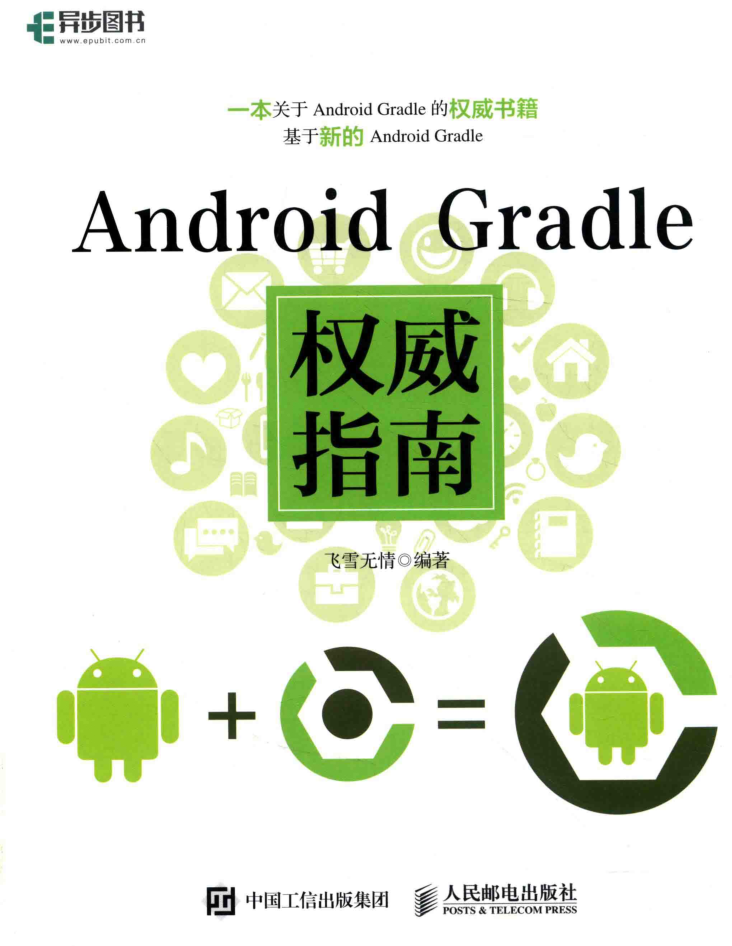 异步图书
www.epubit.com.cn
一本关于 Android Gradle 的权威书籍
基于新的 Android Gradle
Android Gradle
权威
指南
飞雪无情◎编著
中国工信出版集团
人民邮电出版社
POSTS & TELECOM PRESS